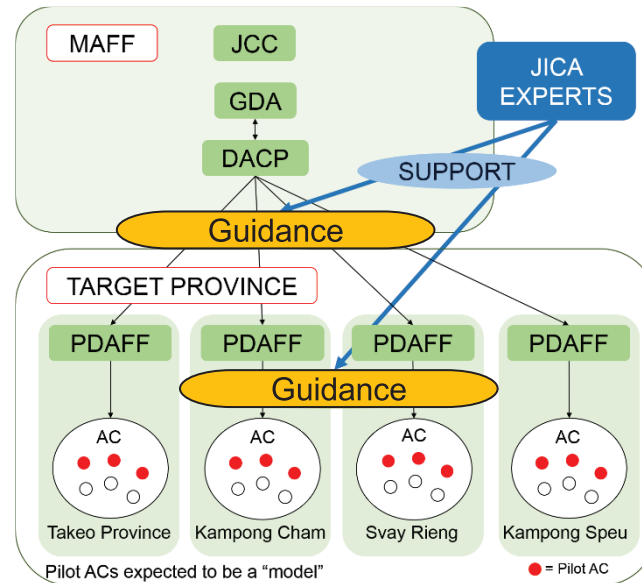 MAFF
JCC
JICA
EXPERTS
GDA
DACP
SUPPORT
Guidance
TARGET PROVINCE
PDAFF
PDAFF
PDAFF
PDAFF
Guidance
AC
AC
AC
AC
Takeo Province
Kampong Cham
Svay Rieng
Kampong Speu
Pilot ACs expected to be a “model”
= Pilot AC